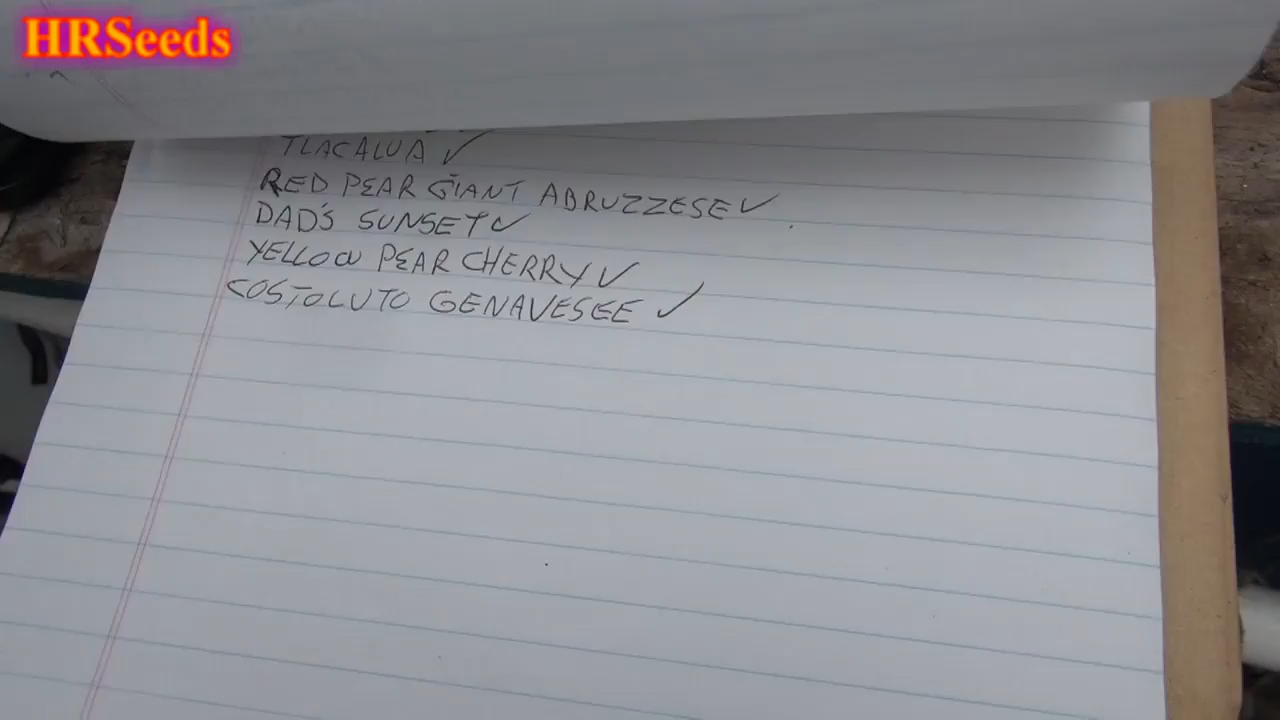 HRSeeds
TLACALUA ✓
RED PEAR GIANT ABRUZZESE ✓
DAD'S SUNSET ✓
YELLOW PEAR CHERRY ✓
COSTOLUTO GENAVESEE ✓